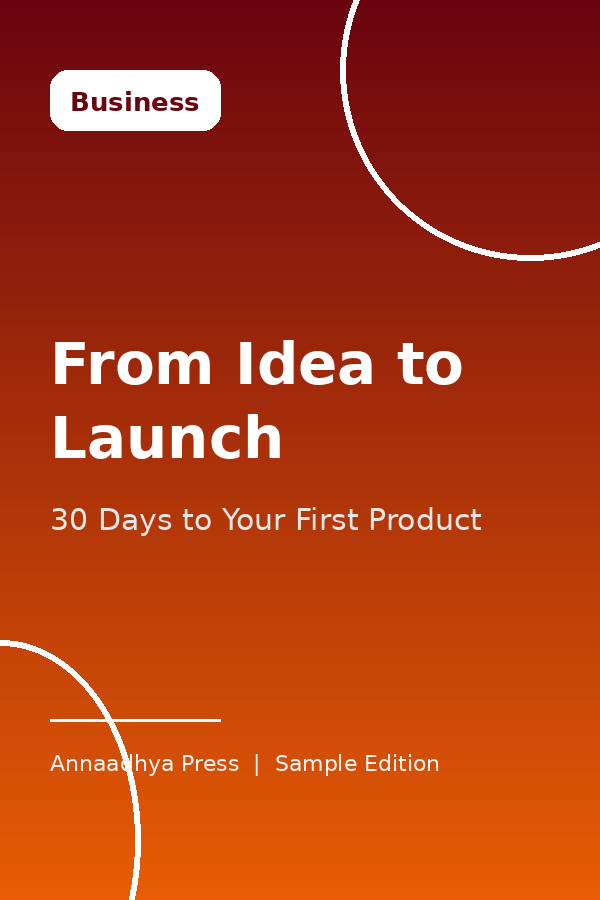 Business
From Idea to
Launch
30 Days to Your First Product
Annaadhya Press | Sample Edition